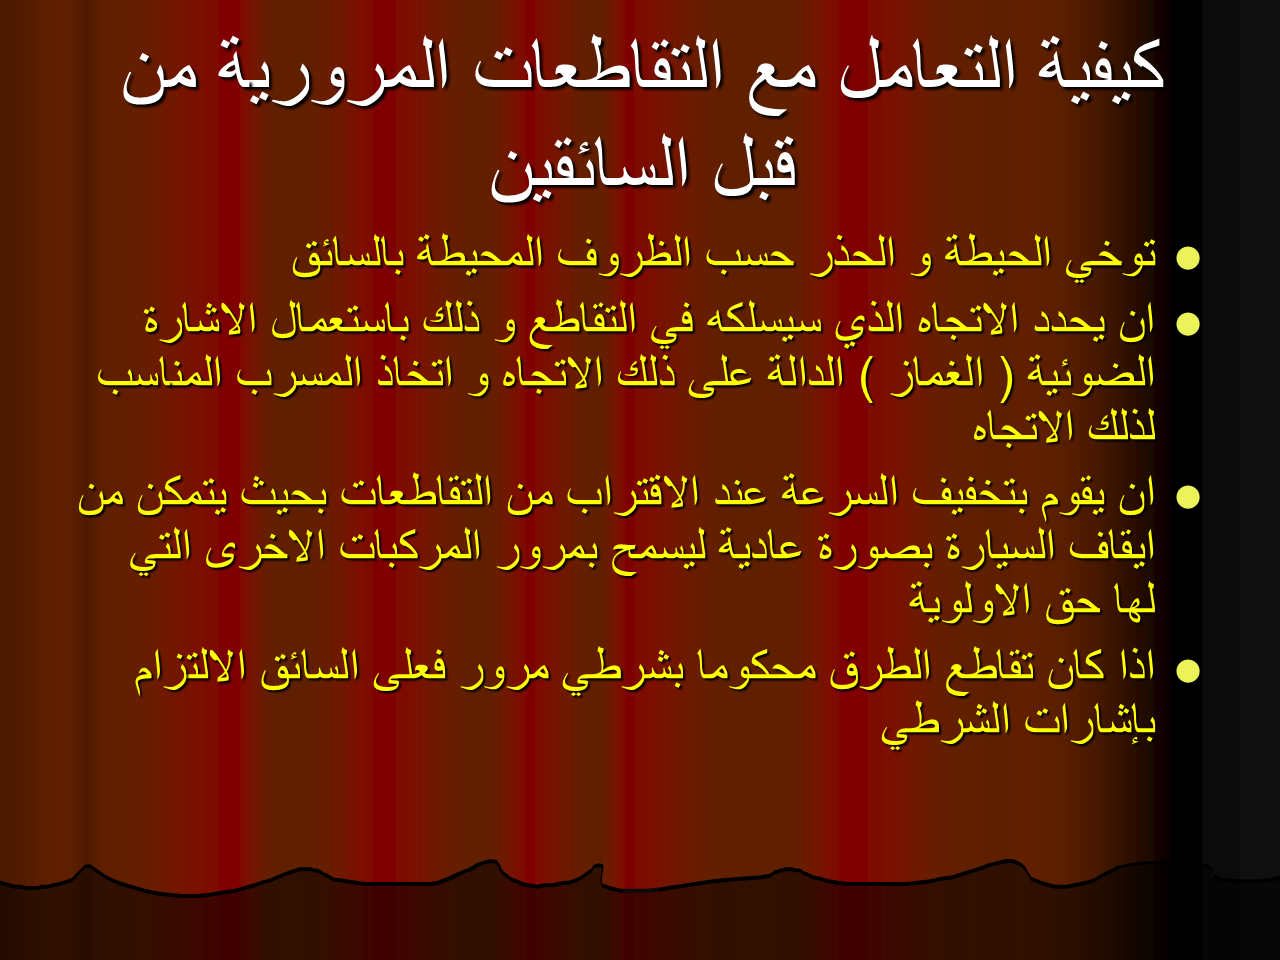 كيفية التعامل مع التقاطعات المرورية من
قبل السائقين
● توخي الحيطة و الحذر حسب الظروف المحيطة بالسائق
● ان يحدد الاتجاه الذي سيسلكه في التقاطع و ذلك باستعمال الاشارة
الضوئية ( الغماز ) الدالة على ذلك الاتجاه و اتخاذ المسرب المناسب
لذلك الاتجاه
● ان يقوم بتخفيف السرعة عند الاقتراب من التقاطعات بحيث يتمكن من
ايقاف السيارة بصورة عادية ليسمح بمرور المركبات الاخرى التي
لها حق الاولوية
● اذا كان تقاطع الطرق محكوما بشرطي مرور فعلى السائق الالتزام
بإشارات الشرطي